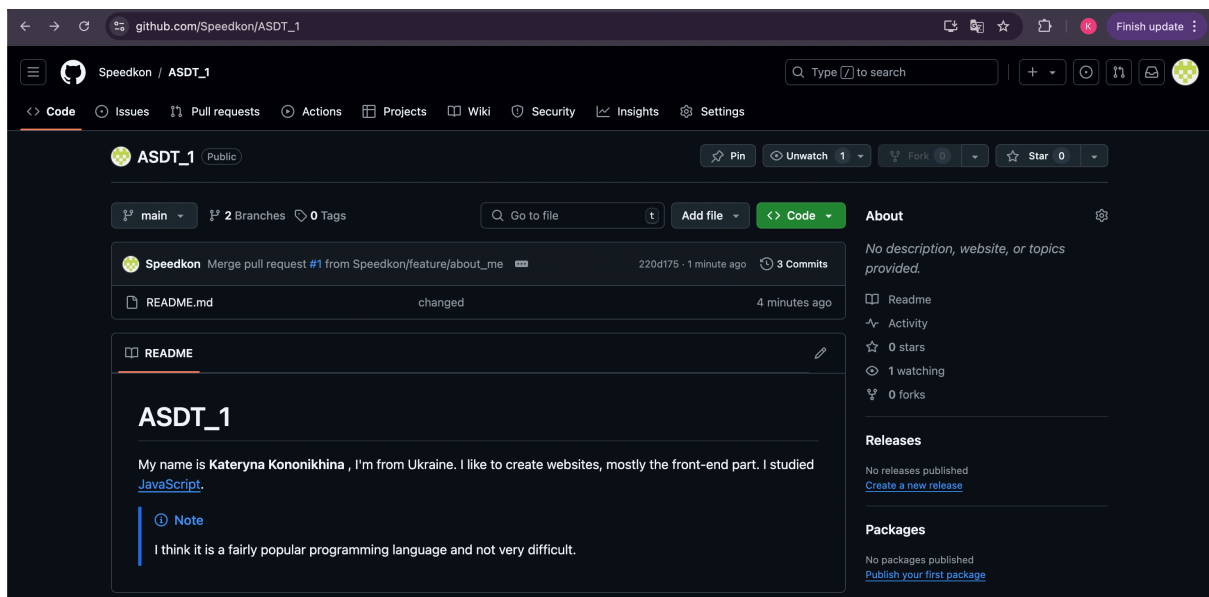 github.com/Speedkon/ASDT_1
K
Finish update
Speedkon / ASDT_1
Type / to search
Code Issues Pull requests Actions Projects Wiki Security Insights Settings
ASDT_1 Public
Pin Unwatch 1 Fork 0 Star 0
main 2 Branches 0 Tags Go to file t Add file <> Code
Speedkon Merge pull request #1 from Speedkon/feature/about_me 220d175 · 1 minute ago 3 Commits
README.md changed 4 minutes ago
README
ASDT_1
My name is Kateryna Kononikhina , I'm from Ukraine. I like to create websites, mostly the front-end part. I studied
JavaScript.
Note
I think it is a fairly popular programming language and not very difficult.
About
No description, website, or topics
provided.
Readme
Activity
0 stars
1 watching
0 forks
Releases
No releases published
Create a new release
Packages
No packages published
Publish your first package